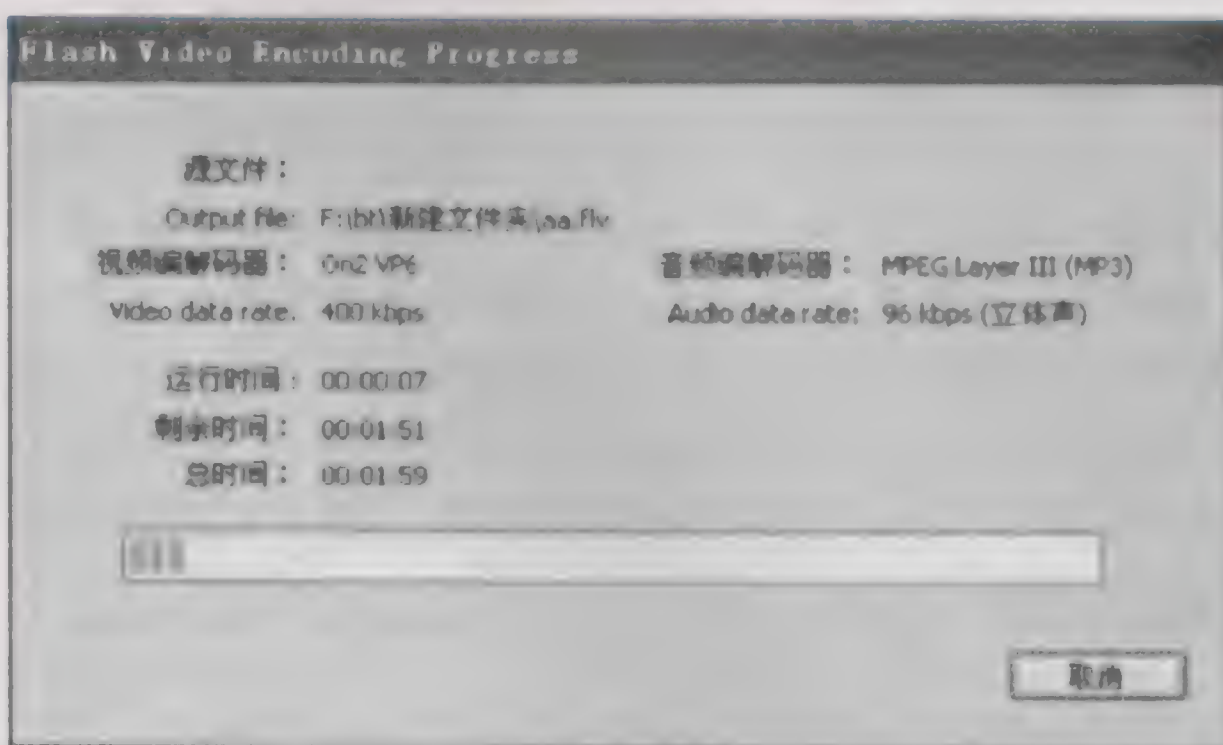 Flash Video Encoding Progress
源文件：
Output file: F:\bt\新建文件夹\aa.flv
视频编解码器： On2 VP6 音频编解码器： MPEG Layer III (MP3)
Video data rate: 400 kbps Audio data rate: 96 kbps (立体声)
运行时间： 00:00:07
剩余时间： 00:01:51
总时间： 00:01:59
取消